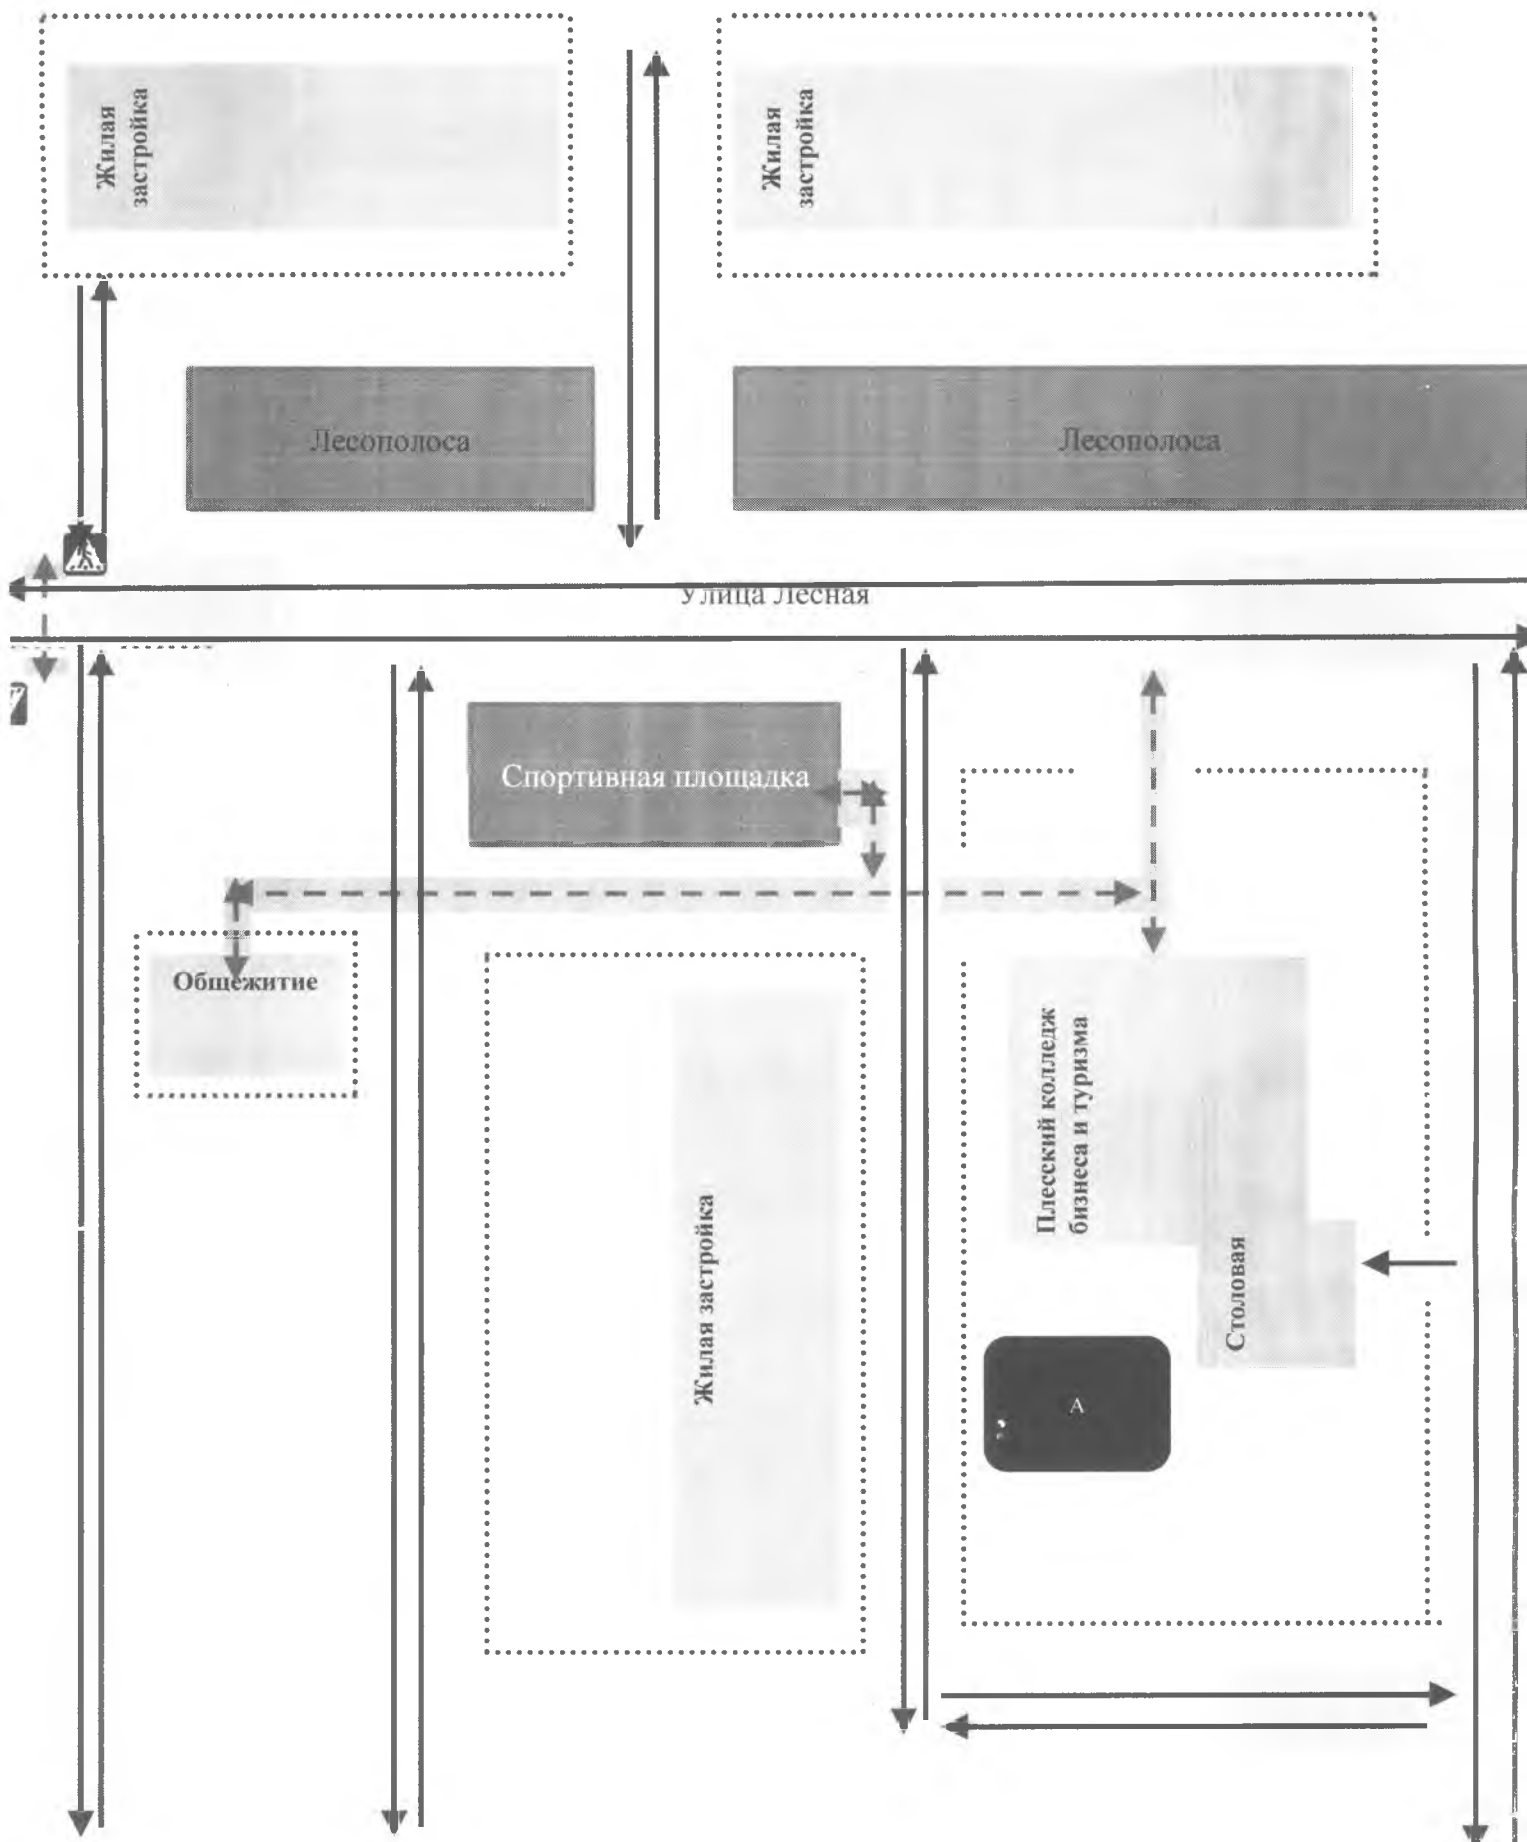 Жилая
застройка
Жилая
застройка
Лесополоса
Лесополоса
Улица Лесная
Спортивная площадка
Общежитие
Плесский колледж
бизнеса и туризма
Жилая застройка
Столовая
А